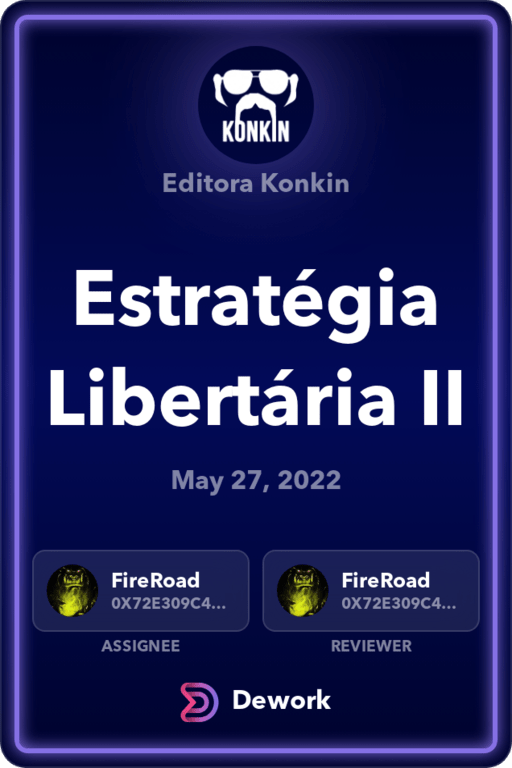 KONKIN
Editora Konkin
Estratégia
Libertária II
May 27, 2022
FireRoad
0X72E309C4...
ASSIGNEE
FireRoad
0X72E309C4...
REVIEWER
Dework